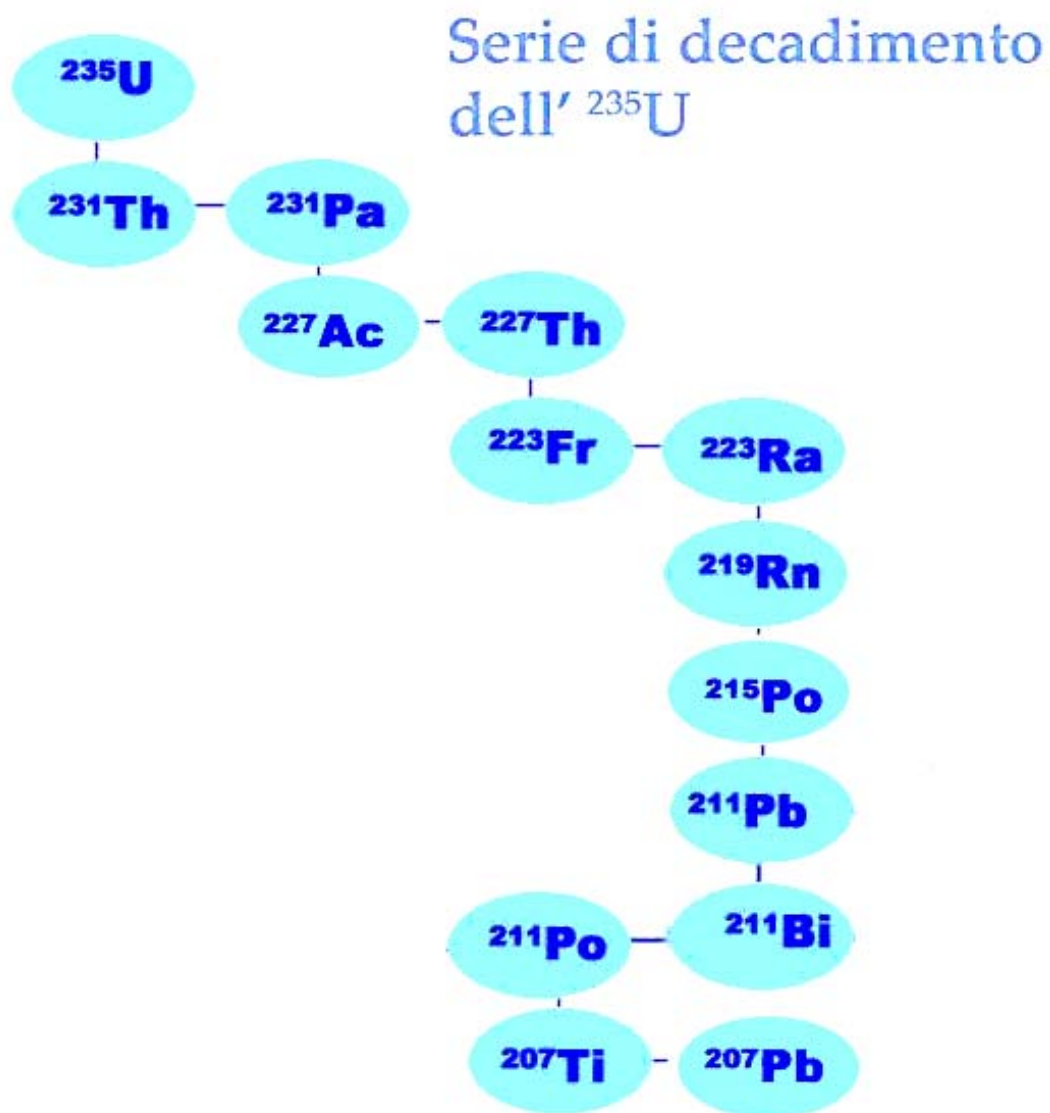 Serie di decadimento
dell' ²³⁵U
²³⁵U
²³¹Th
²³¹Pa
²²⁷Ac
²²⁷Th
²²³Fr
²²³Ra
²¹⁹Rn
²¹⁵Po
²¹¹Pb
²¹¹Po
²¹¹Bi
²⁰⁷Ti
²⁰⁷Pb